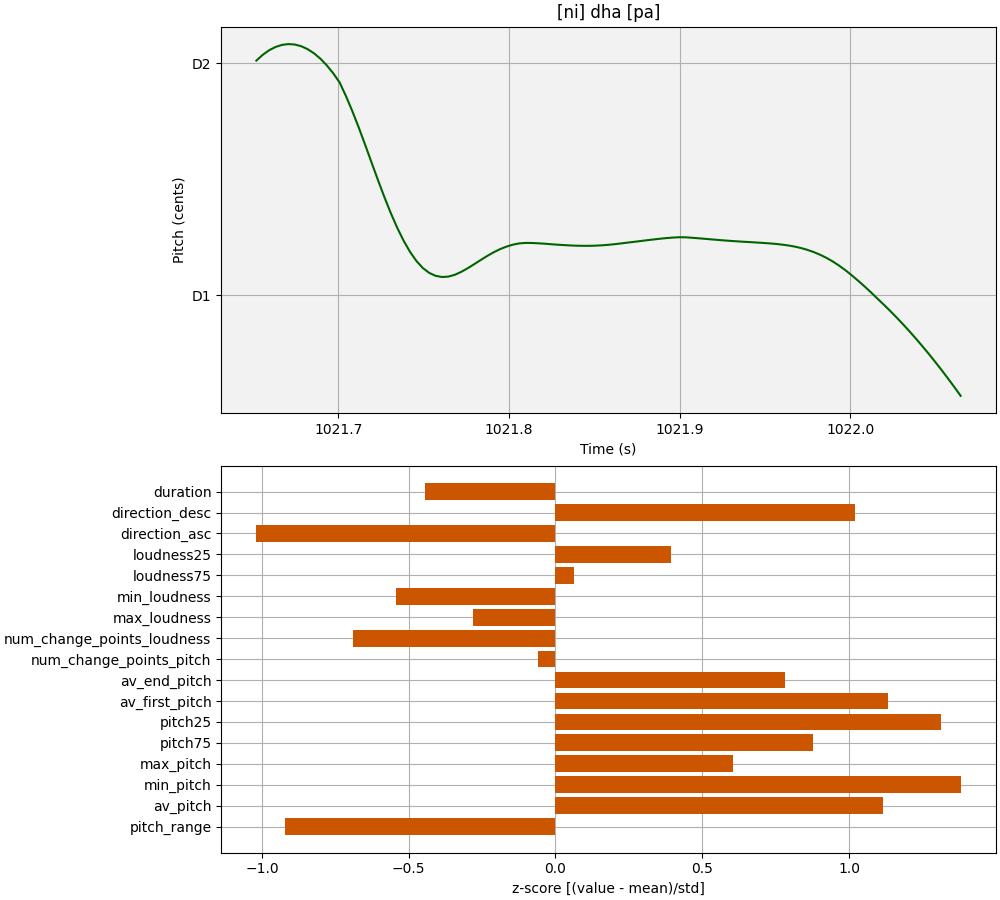 [ni] dha [pa]
D2
D1
Pitch (cents)
1021.7
1021.8
1021.9
1022.0
Time (s)
duration
direction_desc
direction_asc
loudness25
loudness75
min_loudness
max_loudness
num_change_points_loudness
num_change_points_pitch
av_end_pitch
av_first_pitch
pitch25
pitch75
max_pitch
min_pitch
av_pitch
pitch_range
−1.0
−0.5
0.0
0.5
1.0
z-score [(value - mean)/std]